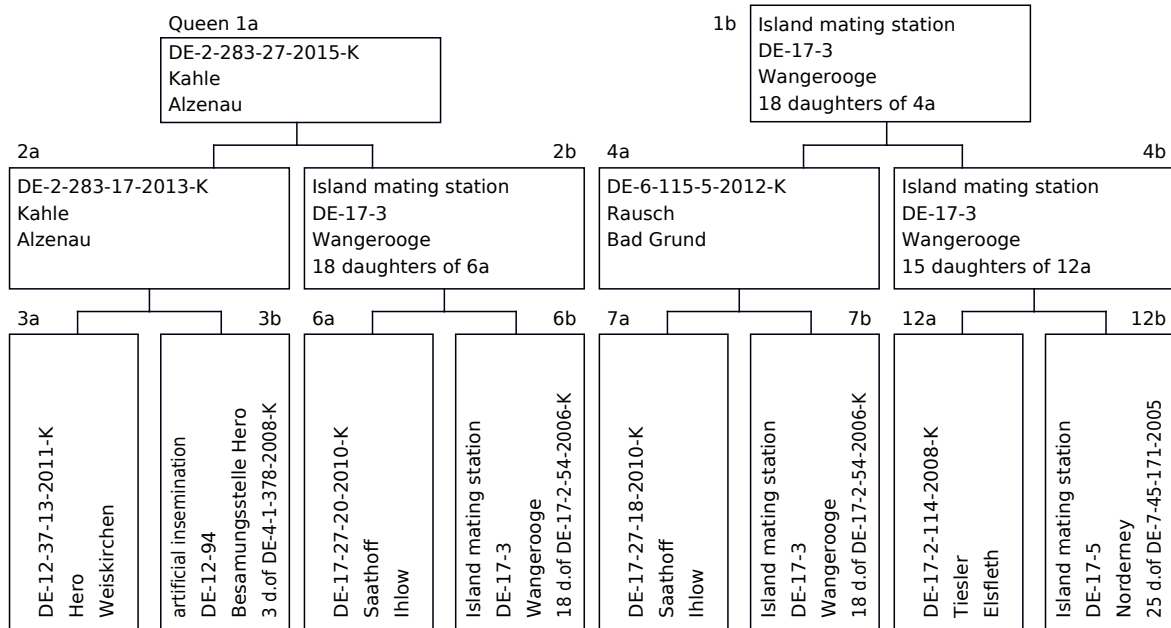 Queen 1a
DE-2-283-27-2015-K
Kahle
Alzenau
1b
Island mating station
DE-17-3
Wangerooge
18 daughters of 4a
2a
DE-2-283-17-2013-K
Kahle
Alzenau
2b
Island mating station
DE-17-3
Wangerooge
18 daughters of 6a
4a
DE-6-115-5-2012-K
Rausch
Bad Grund
4b
Island mating station
DE-17-3
Wangerooge
15 daughters of 12a
3a
DE-12-37-13-2011-K
Hero
Weiskirchen
3b
artificial insemination
DE-12-94
Besamungsstelle Hero
3 d.of DE-4-1-378-2008-K
6a
DE-17-27-20-2010-K
Saathoff
Ihlow
6b
Island mating station
DE-17-3
Wangerooge
18 d.of DE-17-2-54-2006-K
7a
DE-17-27-18-2010-K
Saathoff
Ihlow
7b
Island mating station
DE-17-3
Wangerooge
18 d.of DE-17-2-54-2006-K
12a
DE-17-2-114-2008-K
Tiesler
Elsfleth
12b
Island mating station
DE-17-5
Norderney
25 d.of DE-7-45-171-2005